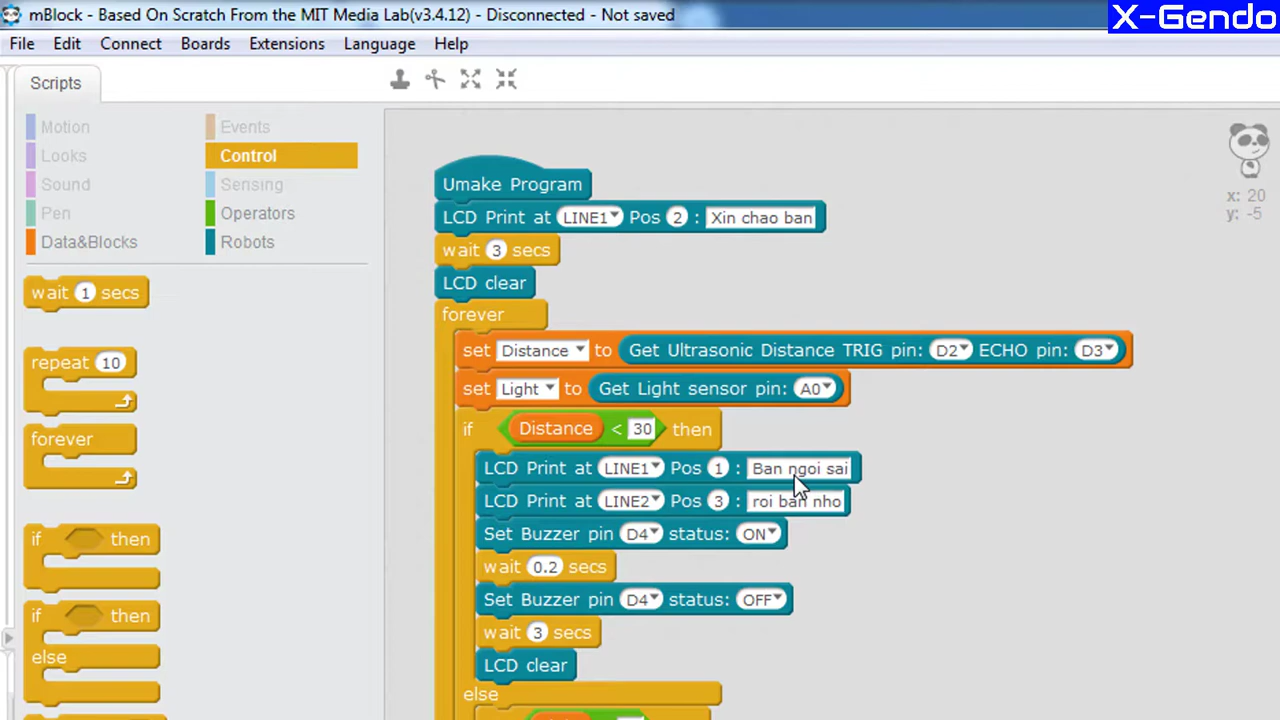 mBlock - Based On Scratch From the MIT Media Lab(v3.4.12) - Disconnected - Not saved
X-Gendo
File Edit Connect Boards Extensions Language Help
Scripts
Motion
Looks
Sound
Pen
Data&Blocks
Events
Control
Sensing
Operators
Robots
wait 1 secs
repeat 10
forever
if then
if then
else
Umake Program
LCD Print at LINE1 Pos 2 : Xin chao ban
wait 3 secs
LCD clear
forever
set Distance to Get Ultrasonic Distance TRIG pin: D2 ECHO pin: D3
set Light to Get Light sensor pin: A0
if Distance < 30 then
LCD Print at LINE1 Pos 1 : Ban ngoi sai
LCD Print at LINE2 Pos 3 : roi ban nho
Set Buzzer pin D4 status: ON
wait 0.2 secs
Set Buzzer pin D4 status: OFF
wait 3 secs
LCD clear
else
x: 20
y: -5